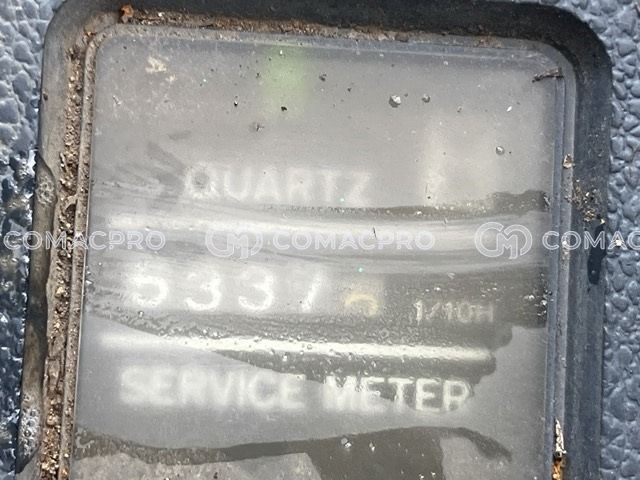 QUARTZ
COMACPRO COMACPRO COMAC
5337 1/10H
SERVICE METER